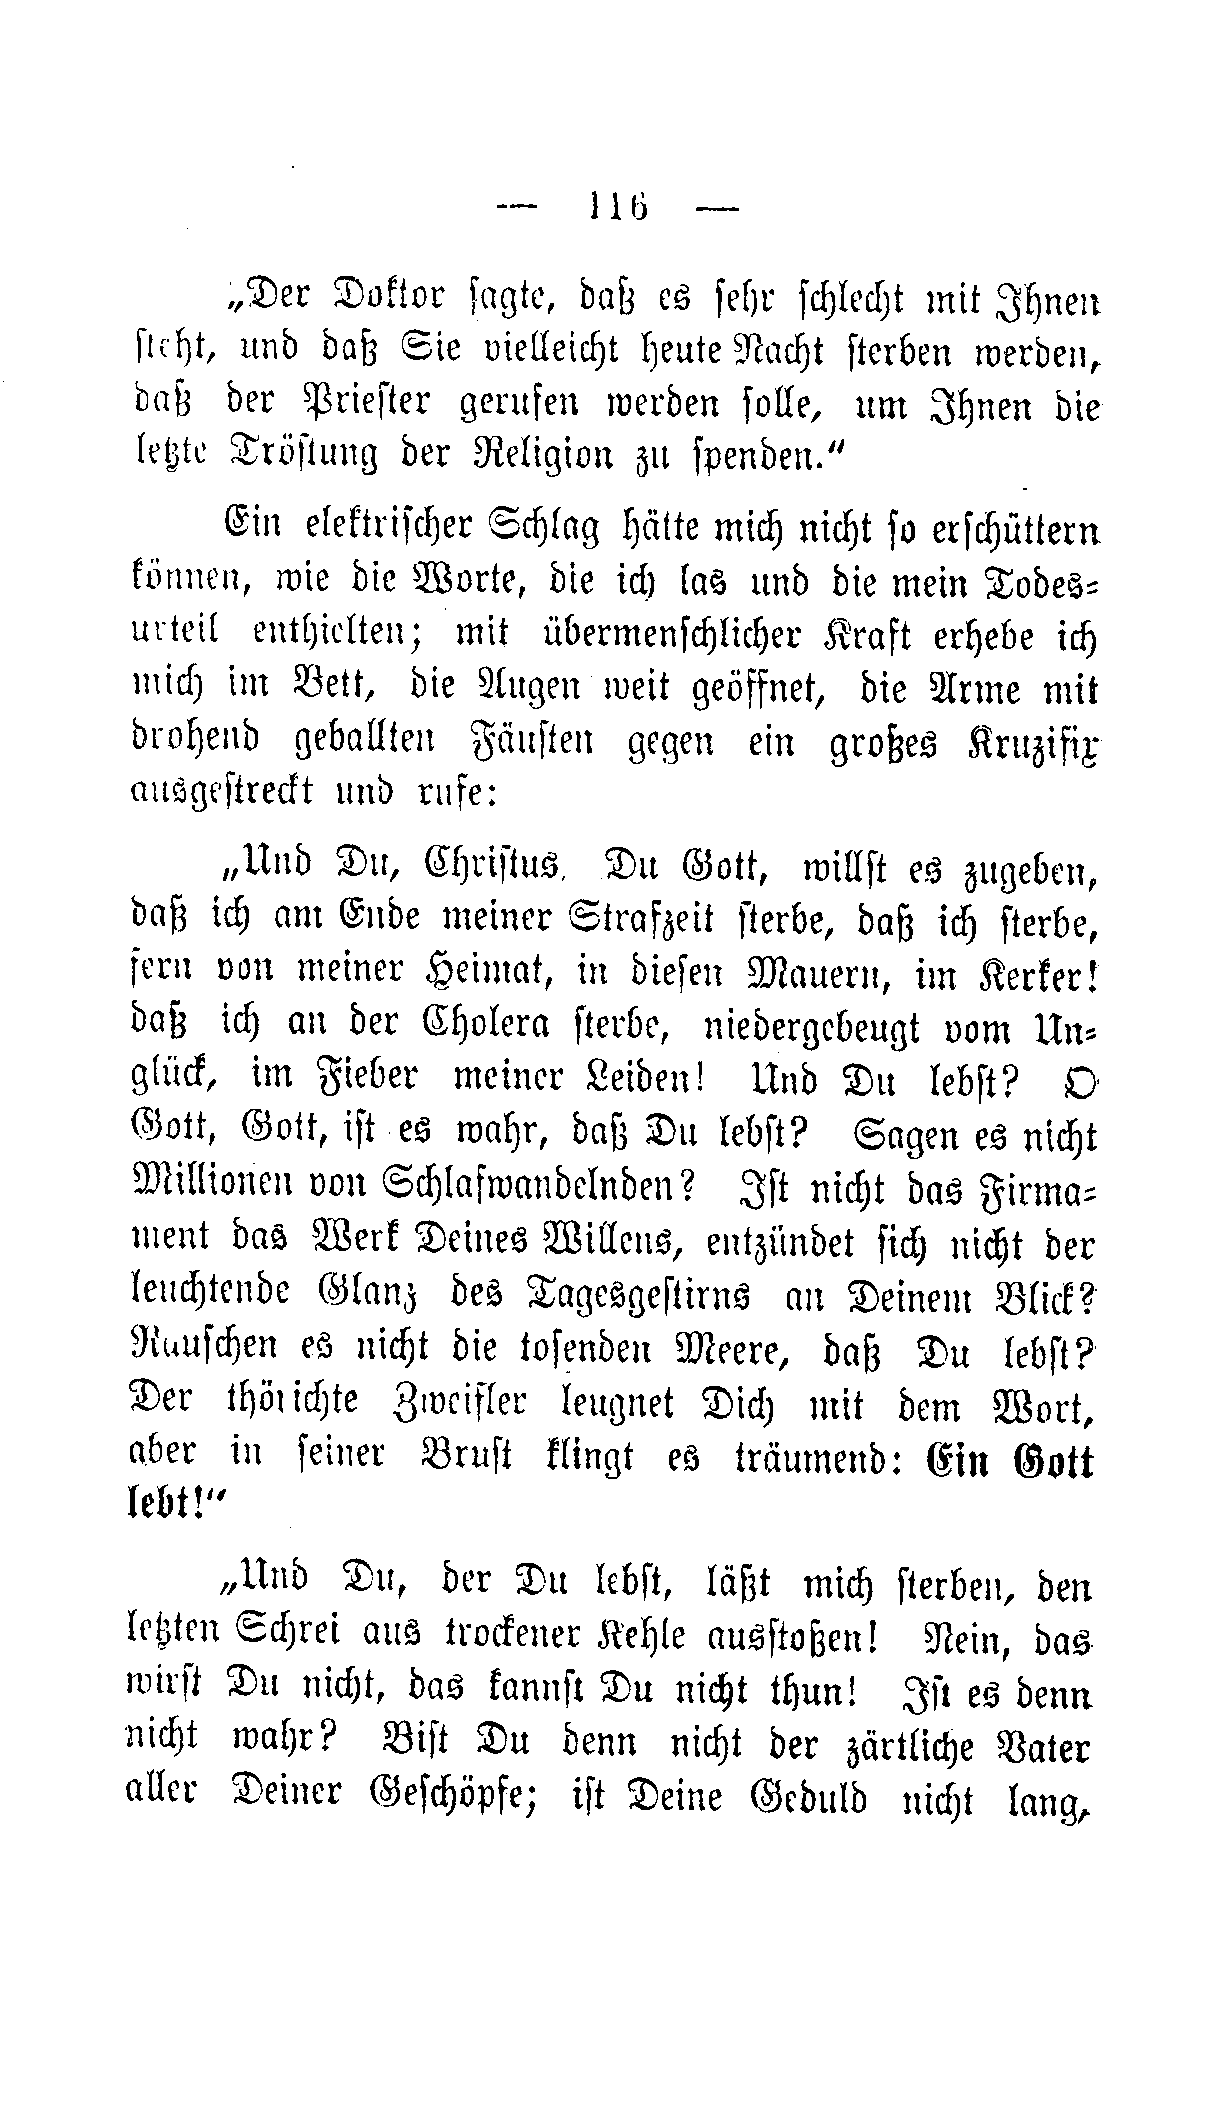 — 116 —
„Der Doktor sagte, daß es sehr schlecht mit Ihnen
steht, und daß Sie vielleicht heute Nacht sterben werden,
daß der Priester gerufen werden solle, um Ihnen die
letzte Tröstung der Religion zu spenden.“
Ein elektrischer Schlag hätte mich nicht so erschüttern
können, wie die Worte, die ich las und die mein Todes-
urteil enthielten; mit übermenschlicher Kraft erhebe ich
mich im Bett, die Augen weit geöffnet, die Arme mit
drohend geballten Fäusten gegen ein großes Kruzifix
ausgestreckt und rufe:
„Und Du, Christus, Du Gott, willst es zugeben,
daß ich am Ende meiner Strafzeit sterbe, daß ich sterbe,
fern von meiner Heimat, in diesen Mauern, im Kerker!
daß ich an der Cholera sterbe, niedergebeugt vom Un-
glück, im Fieber meiner Leiden! Und Du lebst? O
Gott, Gott, ist es wahr, daß Du lebst? Sagen es nicht
Millionen von Schlafwandelnden? Ist nicht das Firma-
ment das Werk Deines Willens, entzündet sich nicht der
leuchtende Glanz des Tagesgestirns an Deinem Blick?
Rauschen es nicht die tosenden Meere, daß Du lebst?
Der thörichte Zweifler leugnet Dich mit dem Wort,
aber in seiner Brust klingt es träumend: Ein Gott
lebt!“
„Und Du, der Du lebst, läßt mich sterben, den
letzten Schrei aus trockener Kehle ausstoßen! Nein, das
wirst Du nicht, das kannst Du nicht thun! Ist es denn
nicht wahr? Bist Du denn nicht der zärtliche Vater
aller Deiner Geschöpfe; ist Deine Geduld nicht lang,